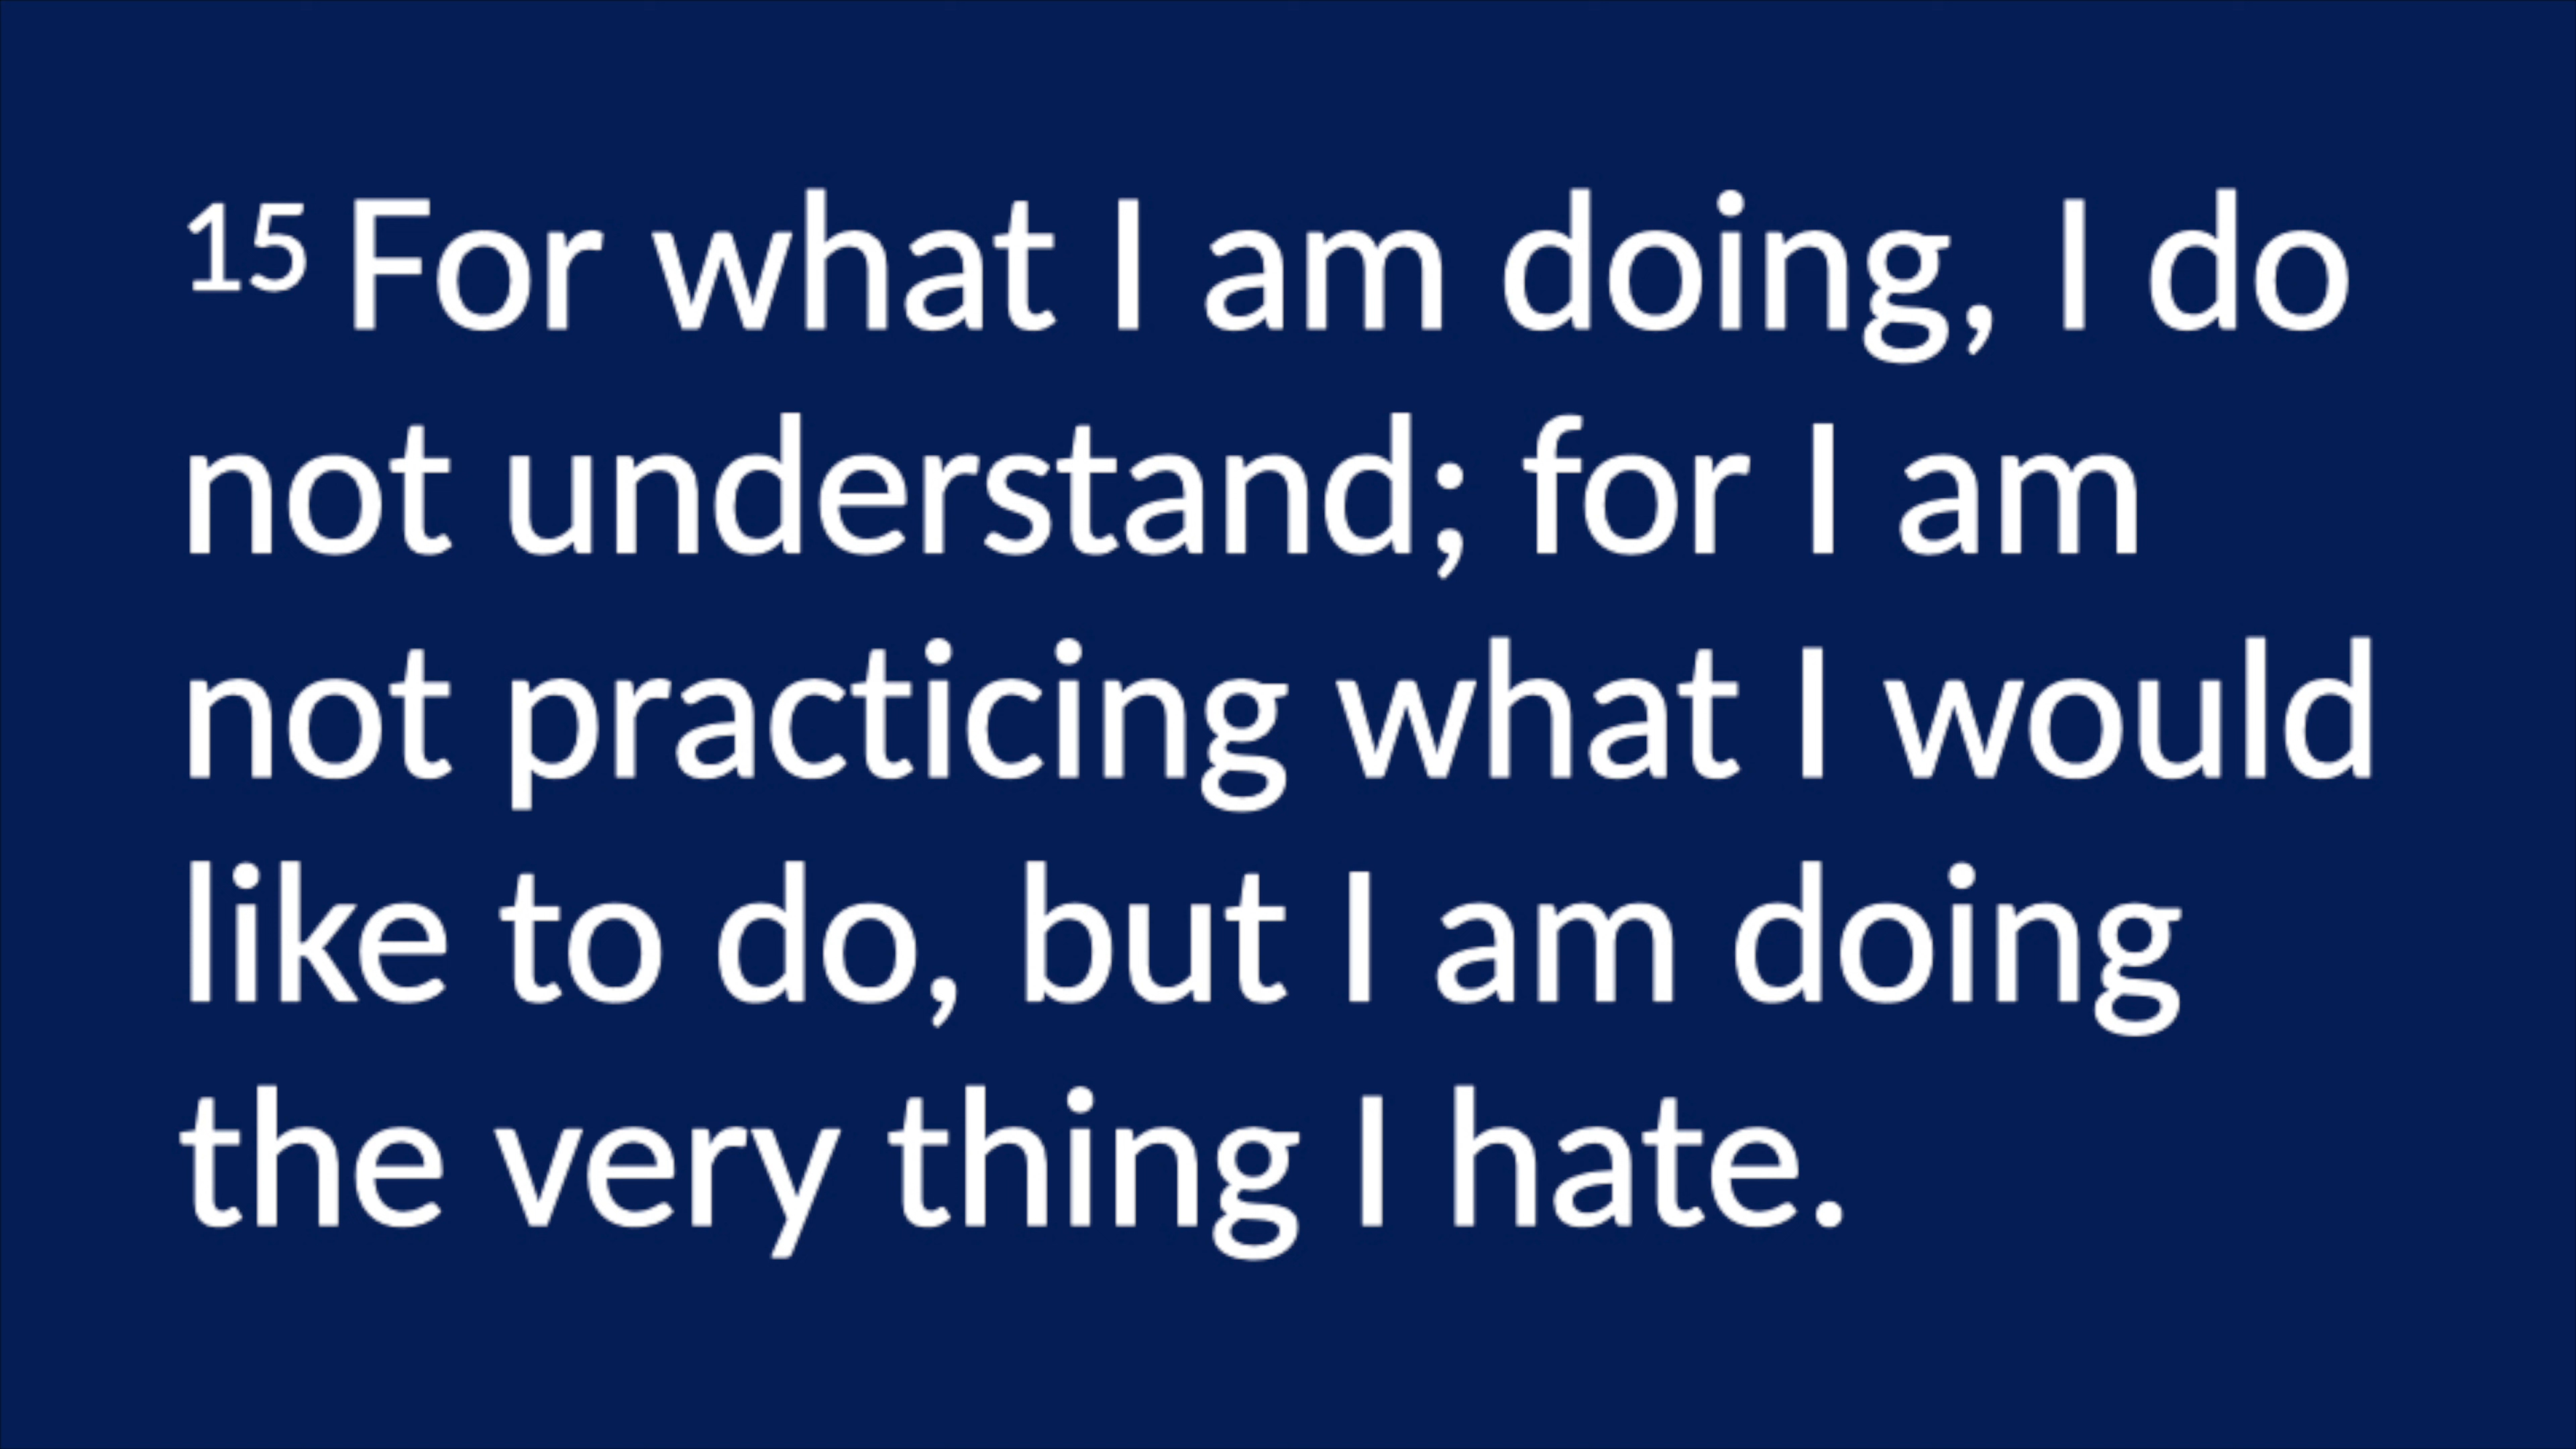 15 For what I am doing, I do
not understand; for I am
not practicing what I would
like to do, but I am doing
the very thing I hate.